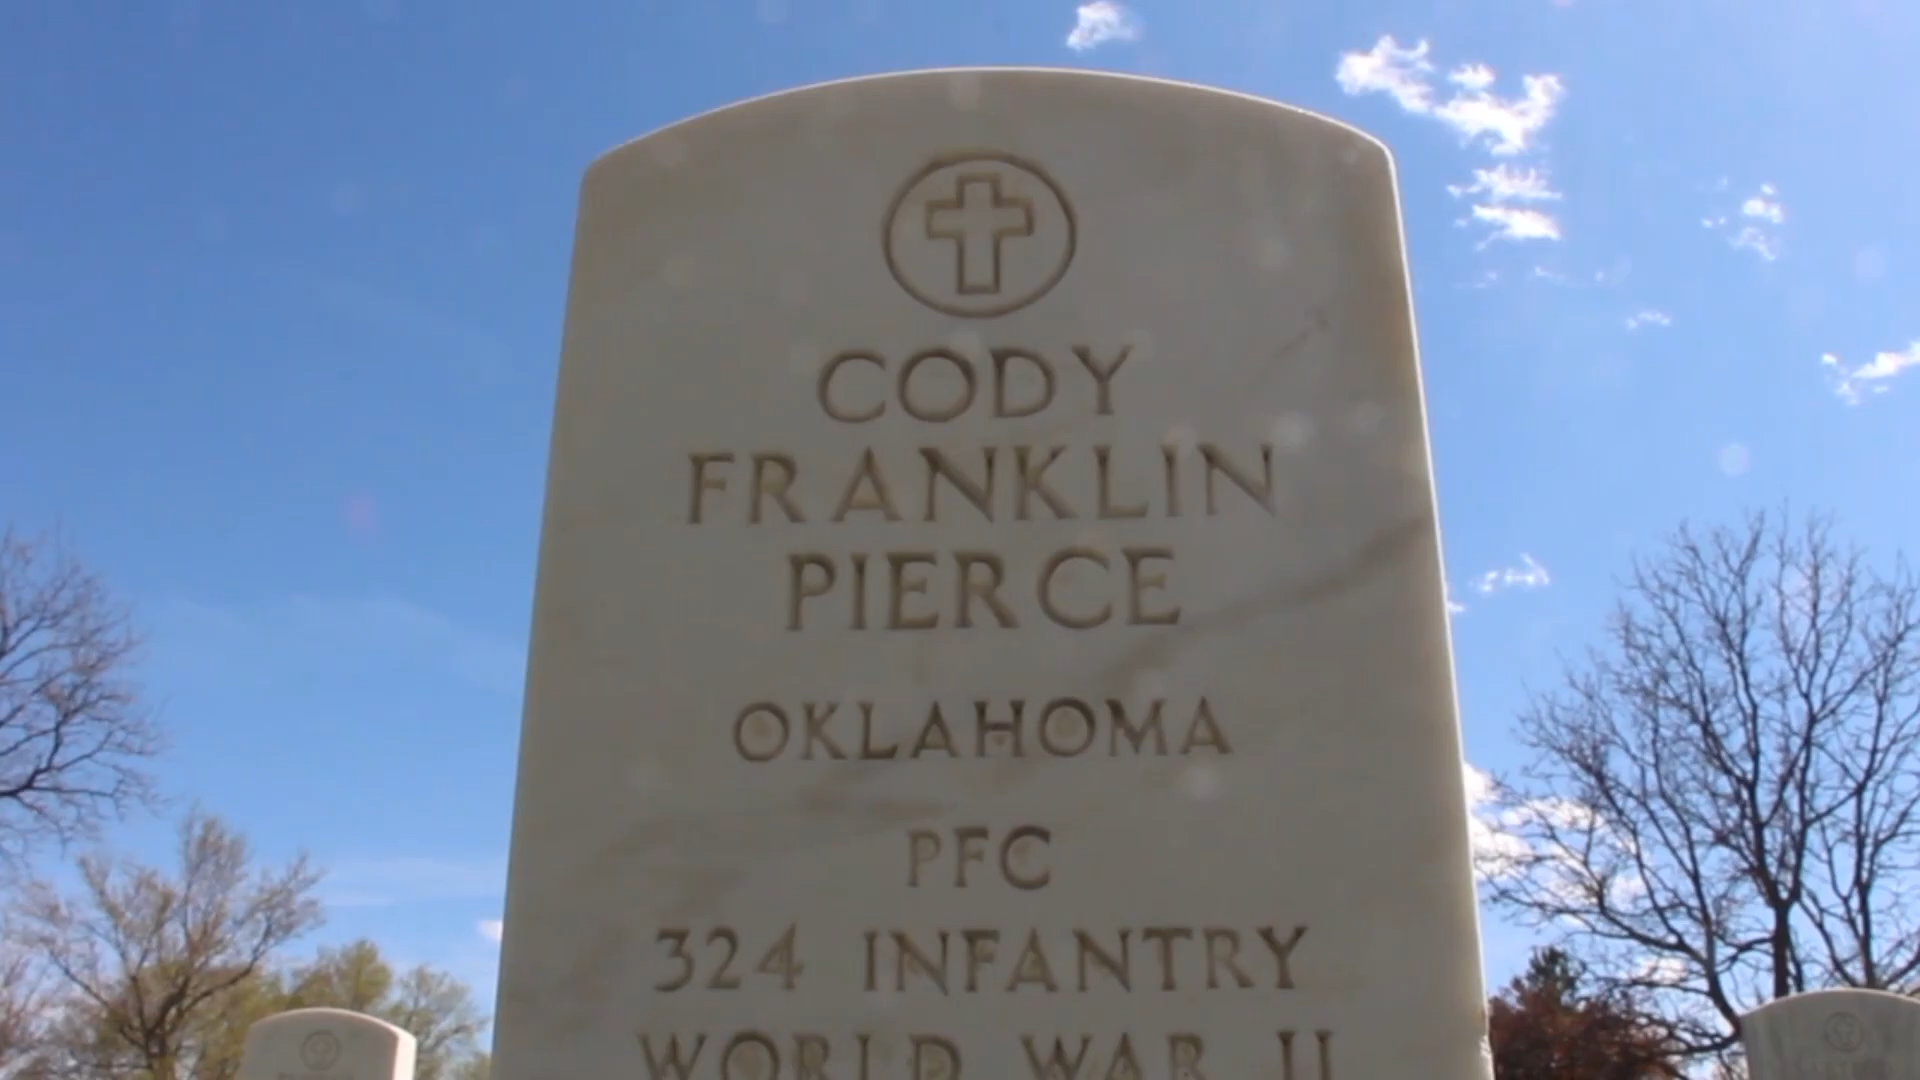 CODY
FRANKLIN
PIERCE
OKLAHOMA
PFC
324 INFANTRY
WORLD WAR II